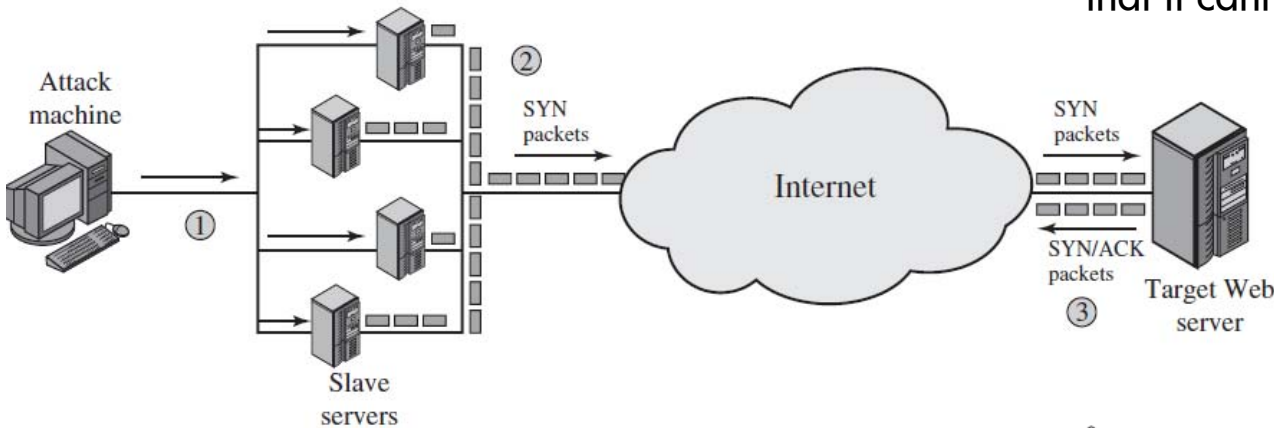 Attack
machine
1
2
SYN
packets
Internet
SYN
packets
SYN/ACK
packets
3
Target Web
server
Slave
servers